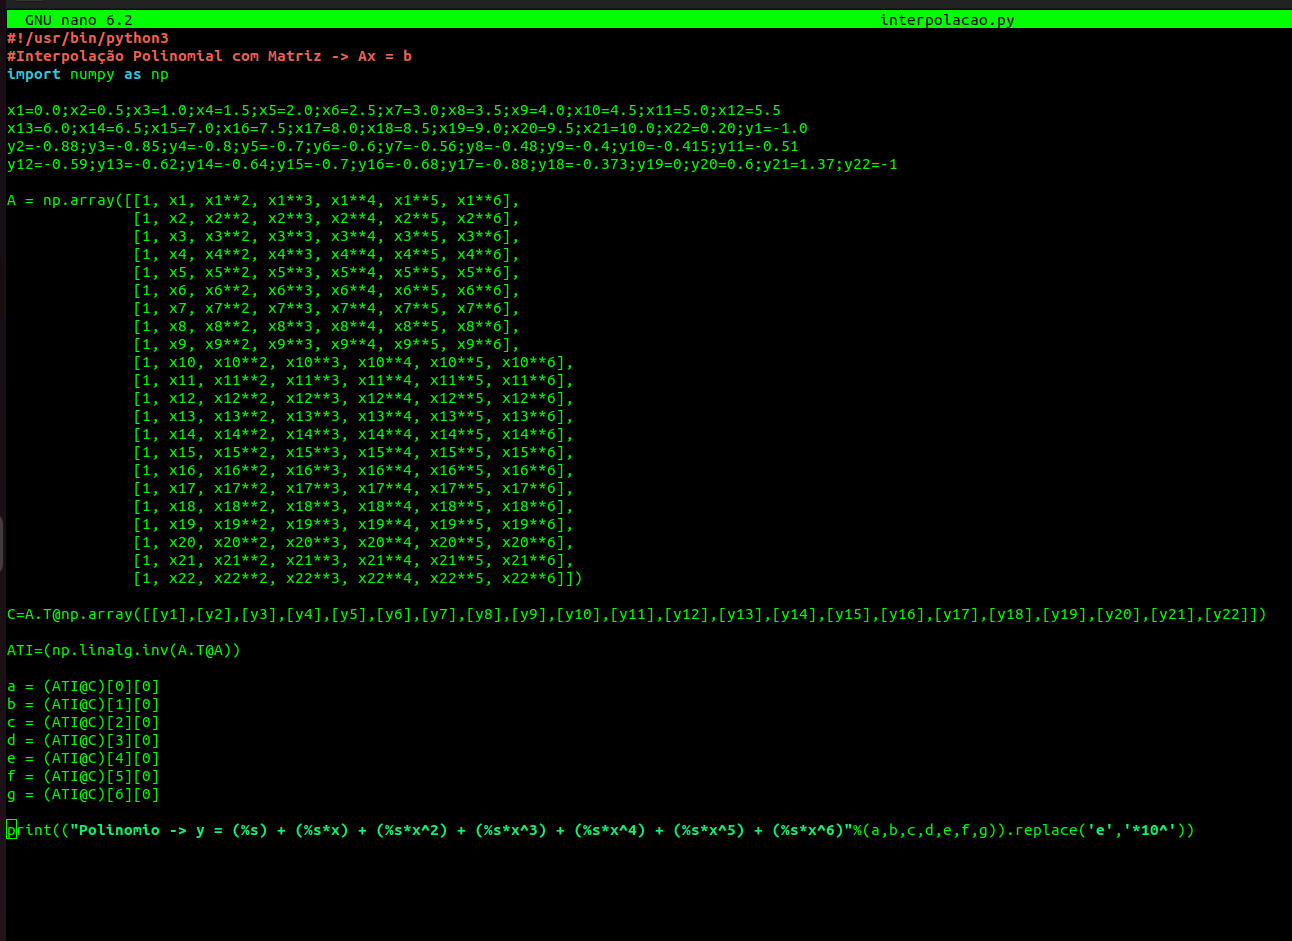 GNU nano 6.2 interpolacao.py
#!/usr/bin/python3
#Interpolação Polinomial com Matriz -> Ax = b
import numpy as np
x1=0.0;x2=0.5;x3=1.0;x4=1.5;x5=2.0;x6=2.5;x7=3.0;x8=3.5;x9=4.0;x10=4.5;x11=5.0;x12=5.5
x13=6.0;x14=6.5;x15=7.0;x16=7.5;x17=8.0;x18=8.5;x19=9.0;x20=9.5;x21=10.0;x22=0.20;y1=-1.0
y2=-0.88;y3=-0.85;y4=-0.8;y5=-0.7;y6=-0.6;y7=-0.56;y8=-0.48;y9=-0.4;y10=-0.415;y11=-0.51
y12=-0.59;y13=-0.62;y14=-0.64;y15=-0.7;y16=-0.68;y17=-0.88;y18=-0.373;y19=0;y20=0.6;y21=1.37;y22=-1
A = np.array([[1, x1, x1**2, x1**3, x1**4, x1**5, x1**6],
[1, x2, x2**2, x2**3, x2**4, x2**5, x2**6],
[1, x3, x3**2, x3**3, x3**4, x3**5, x3**6],
[1, x4, x4**2, x4**3, x4**4, x4**5, x4**6],
[1, x5, x5**2, x5**3, x5**4, x5**5, x5**6],
[1, x6, x6**2, x6**3, x6**4, x6**5, x6**6],
[1, x7, x7**2, x7**3, x7**4, x7**5, x7**6],
[1, x8, x8**2, x8**3, x8**4, x8**5, x8**6],
[1, x9, x9**2, x9**3, x9**4, x9**5, x9**6],
[1, x10, x10**2, x10**3, x10**4, x10**5, x10**6],
[1, x11, x11**2, x11**3, x11**4, x11**5, x11**6],
[1, x12, x12**2, x12**3, x12**4, x12**5, x12**6],
[1, x13, x13**2, x13**3, x13**4, x13**5, x13**6],
[1, x14, x14**2, x14**3, x14**4, x14**5, x14**6],
[1, x15, x15**2, x15**3, x15**4, x15**5, x15**6],
[1, x16, x16**2, x16**3, x16**4, x16**5, x16**6],
[1, x17, x17**2, x17**3, x17**4, x17**5, x17**6],
[1, x18, x18**2, x18**3, x18**4, x18**5, x18**6],
[1, x19, x19**2, x19**3, x19**4, x19**5, x19**6],
[1, x20, x20**2, x20**3, x20**4, x20**5, x20**6],
[1, x21, x21**2, x21**3, x21**4, x21**5, x21**6],
[1, x22, x22**2, x22**3, x22**4, x22**5, x22**6]])
C=A.T@np.array([[y1],[y2],[y3],[y4],[y5],[y6],[y7],[y8],[y9],[y10],[y11],[y12],[y13],[y14],[y15],[y16],[y17],[y18],[y19],[y20],[y21],[y22]])
ATI=(np.linalg.inv(A.T@A))
a = (ATI@C)[0][0]
b = (ATI@C)[1][0]
c = (ATI@C)[2][0]
d = (ATI@C)[3][0]
e = (ATI@C)[4][0]
f = (ATI@C)[5][0]
g = (ATI@C)[6][0]
print(("Polinomio -> y = (%s) + (%s*x) + (%s*x^2) + (%s*x^3) + (%s*x^4) + (%s*x^5) + (%s*x^6)"%(a,b,c,d,e,f,g)).replace('e','*10^'))